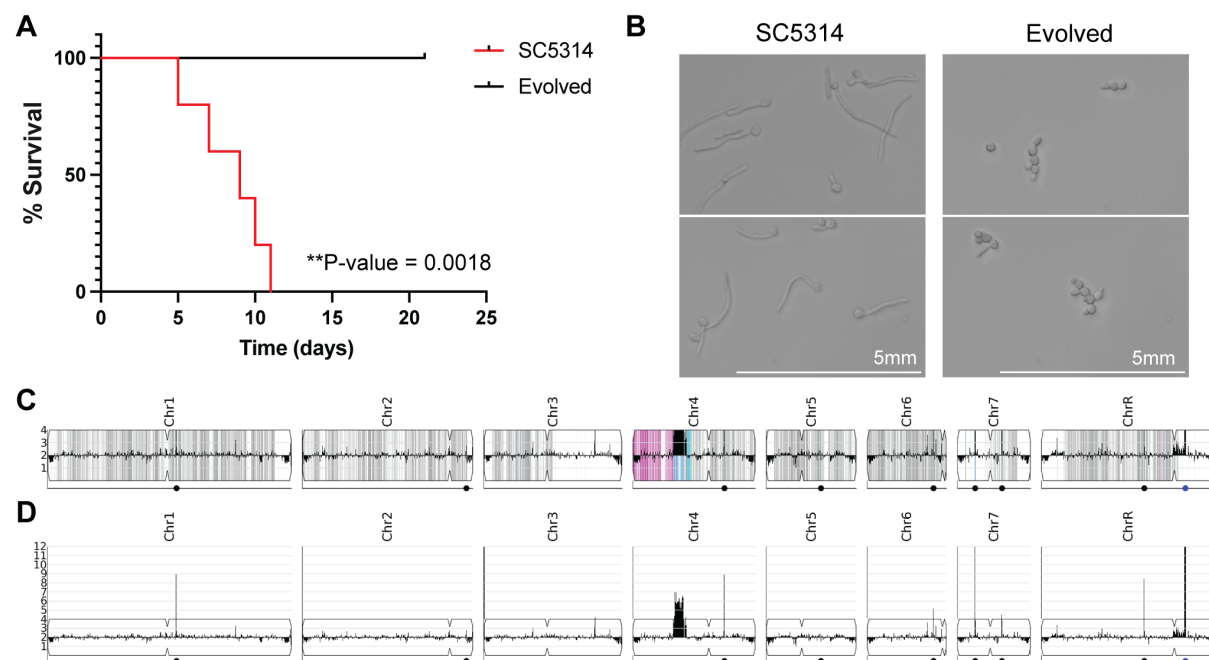 A
SC5314
Evolved
100
50
0
% Survival
**P-value = 0.0018
0 5 10 15 20 25
Time (days)
B
SC5314 Evolved
5mm 5mm
C
Chr1 Chr2 Chr3 Chr4 Chr5 Chr6 Chr7 ChrR
4
3
2
1
D
Chr1 Chr2 Chr3 Chr4 Chr5 Chr6 Chr7 ChrR
12
11
10
9
8
7
6
5
4
3
2
1